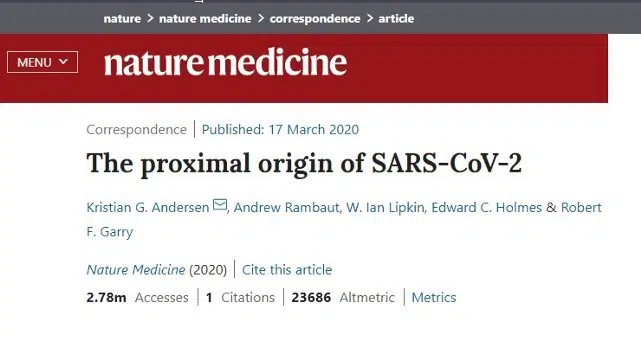 nature > nature medicine > correspondence > article
MENU
nature medicine
Correspondence | Published: 17 March 2020
The proximal origin of SARS-CoV-2
Kristian G. Andersen, Andrew Rambaut, W. Ian Lipkin, Edward C. Holmes & Robert
F. Garry
Nature Medicine (2020) | Cite this article
2.78m Accesses | 1 Citations | 23686 Altmetric | Metrics